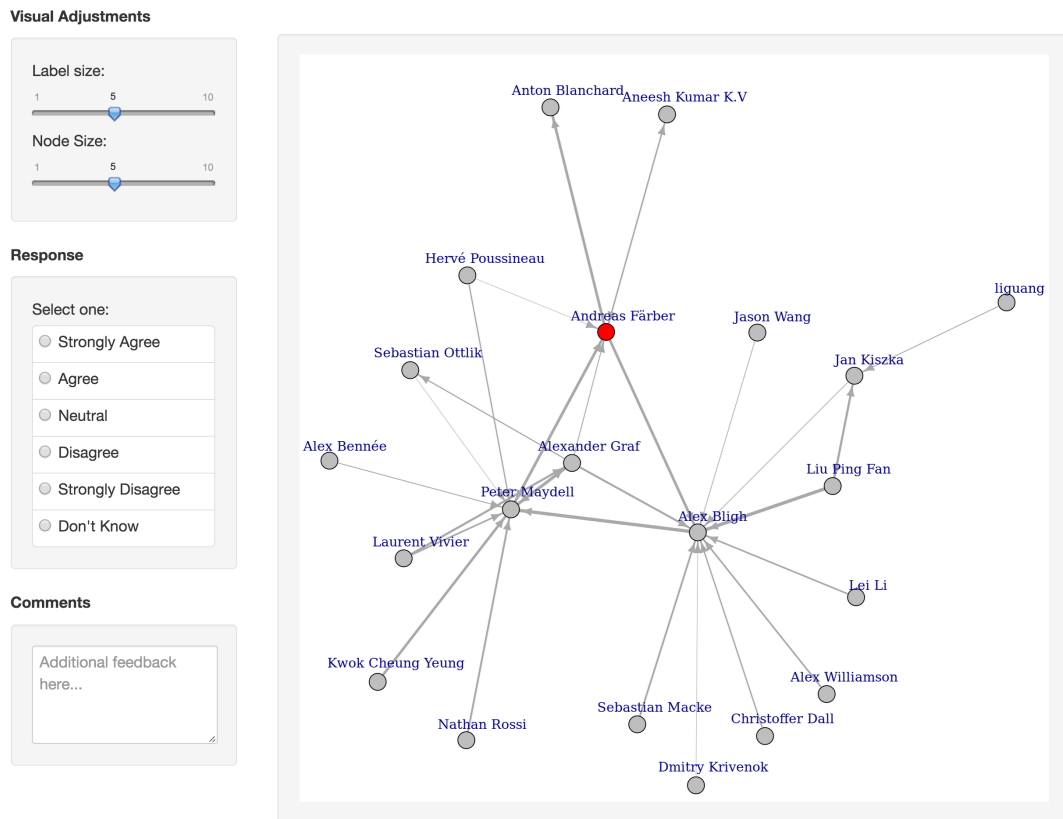 Visual Adjustments
Label size:
1 5 10
Node Size:
1 5 10
Response
Select one:
Strongly Agree
Agree
Neutral
Disagree
Strongly Disagree
Don't Know
Comments
Additional feedback
here...
Anton Blanchard
Aneesh Kumar K.V
Hervé Poussineau
liguang
Andreas Färber
Jason Wang
Sebastian Ottlik
Jan Kiszka
Alex Bennée
Alexander Graf
Liu Ping Fan
Peter Maydell
Alex Bligh
Laurent Vivier
Lei Li
Kwok Cheung Yeung
Alex Williamson
Sebastian Macke
Christoffer Dall
Nathan Rossi
Dmitry Krivenok